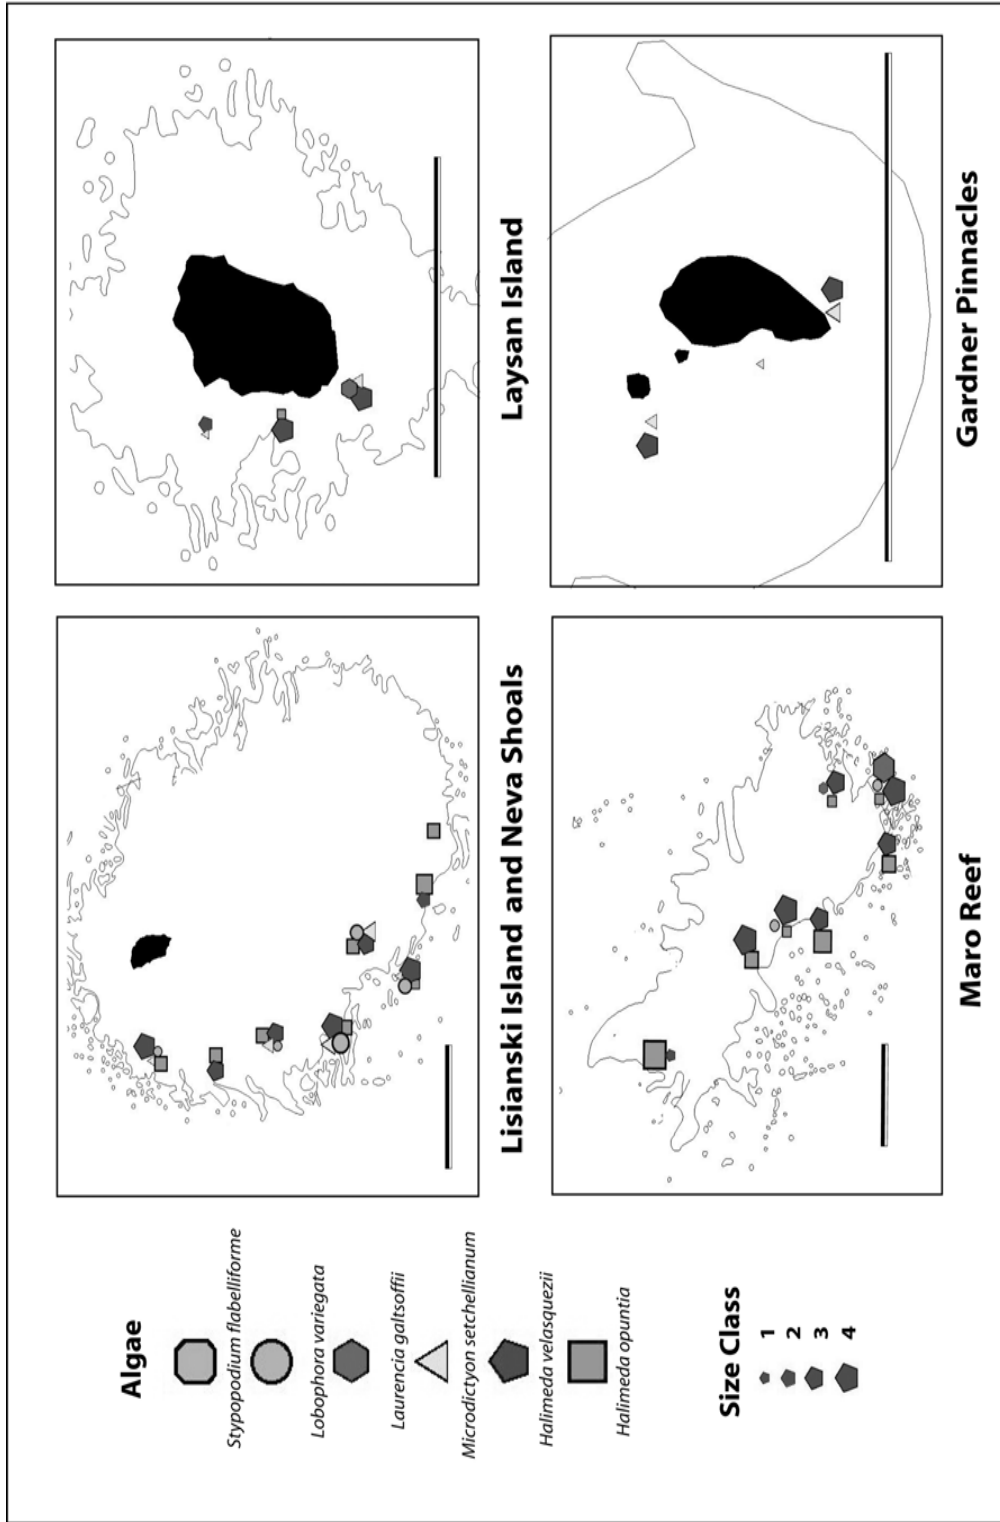 Algae
Stypopodium flabelliforme
Lobophora variegata
Laurencia galtsoffii
Microdictyon setchellianum
Halimeda velasquezii
Halimeda opuntia
Size Class
1
2
3
4
Lisianski Island and Neva Shoals
Laysan Island
Maro Reef
Gardner Pinnacles